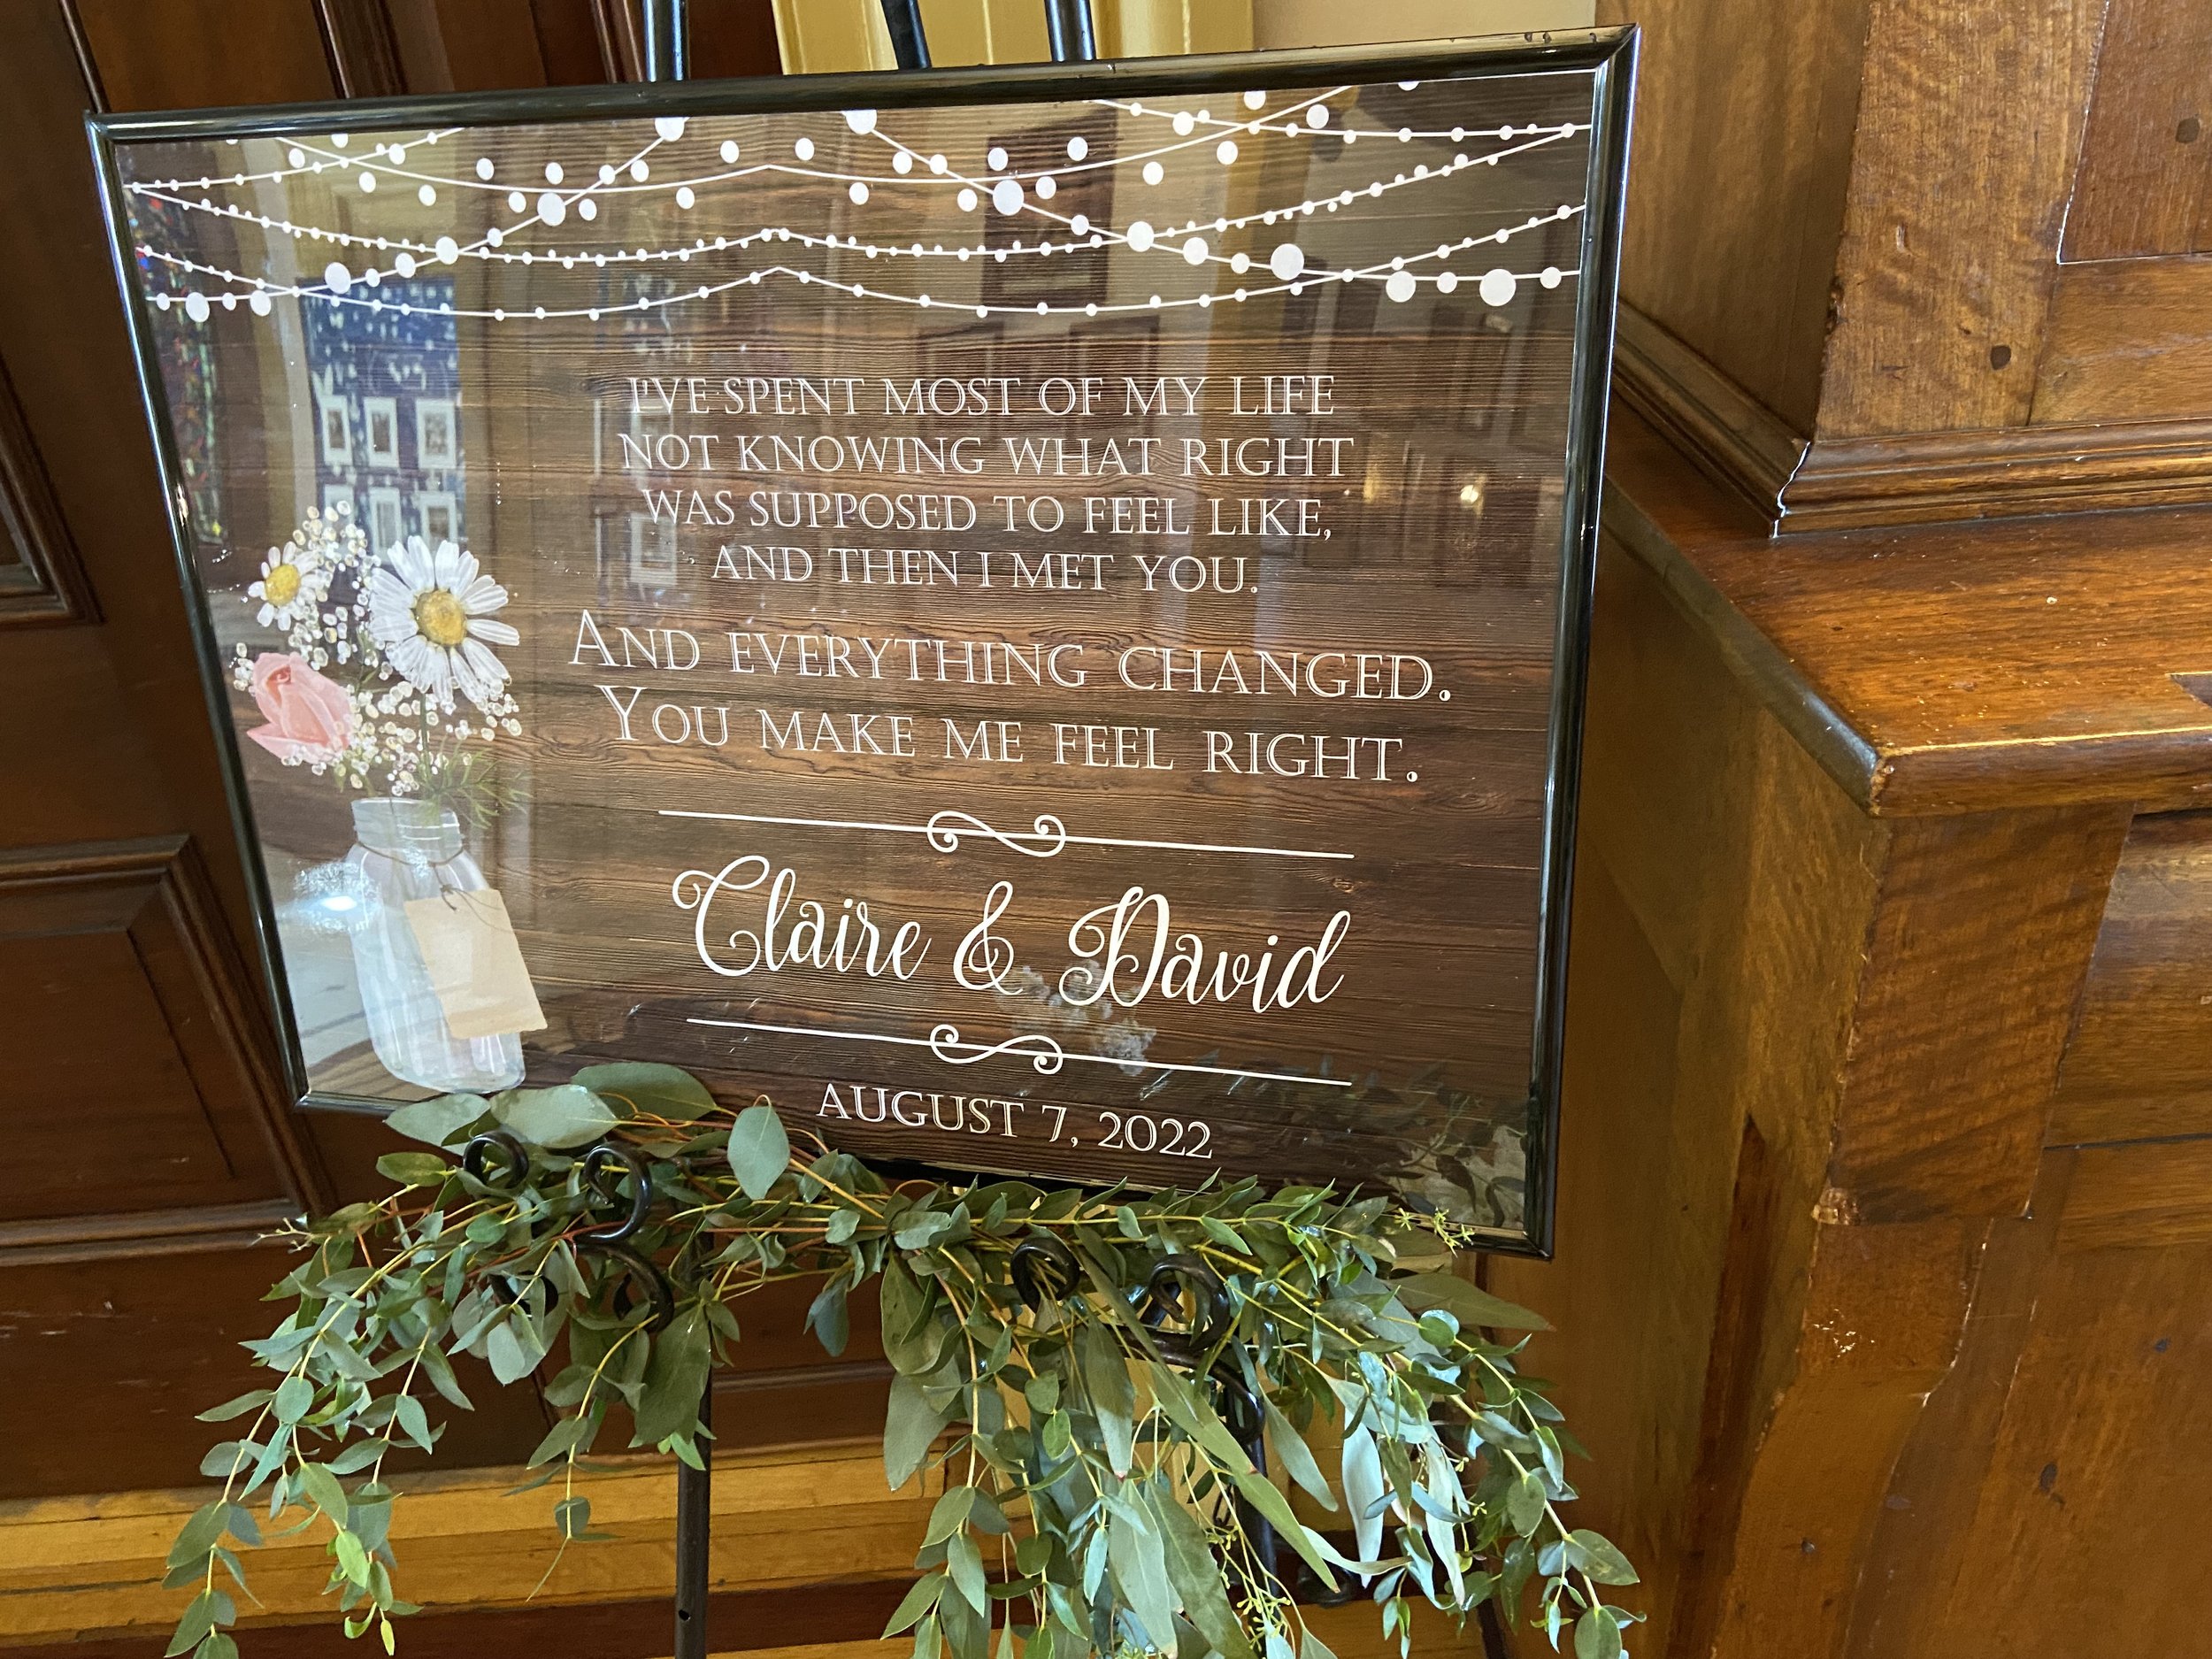 I'VE SPENT MOST OF MY LIFE
NOT KNOWING WHAT RIGHT
WAS SUPPOSED TO FEEL LIKE,
AND THEN I MET YOU.
AND EVERYTHING CHANGED.
YOU MAKE ME FEEL RIGHT.
Claire & David
AUGUST 7, 2022